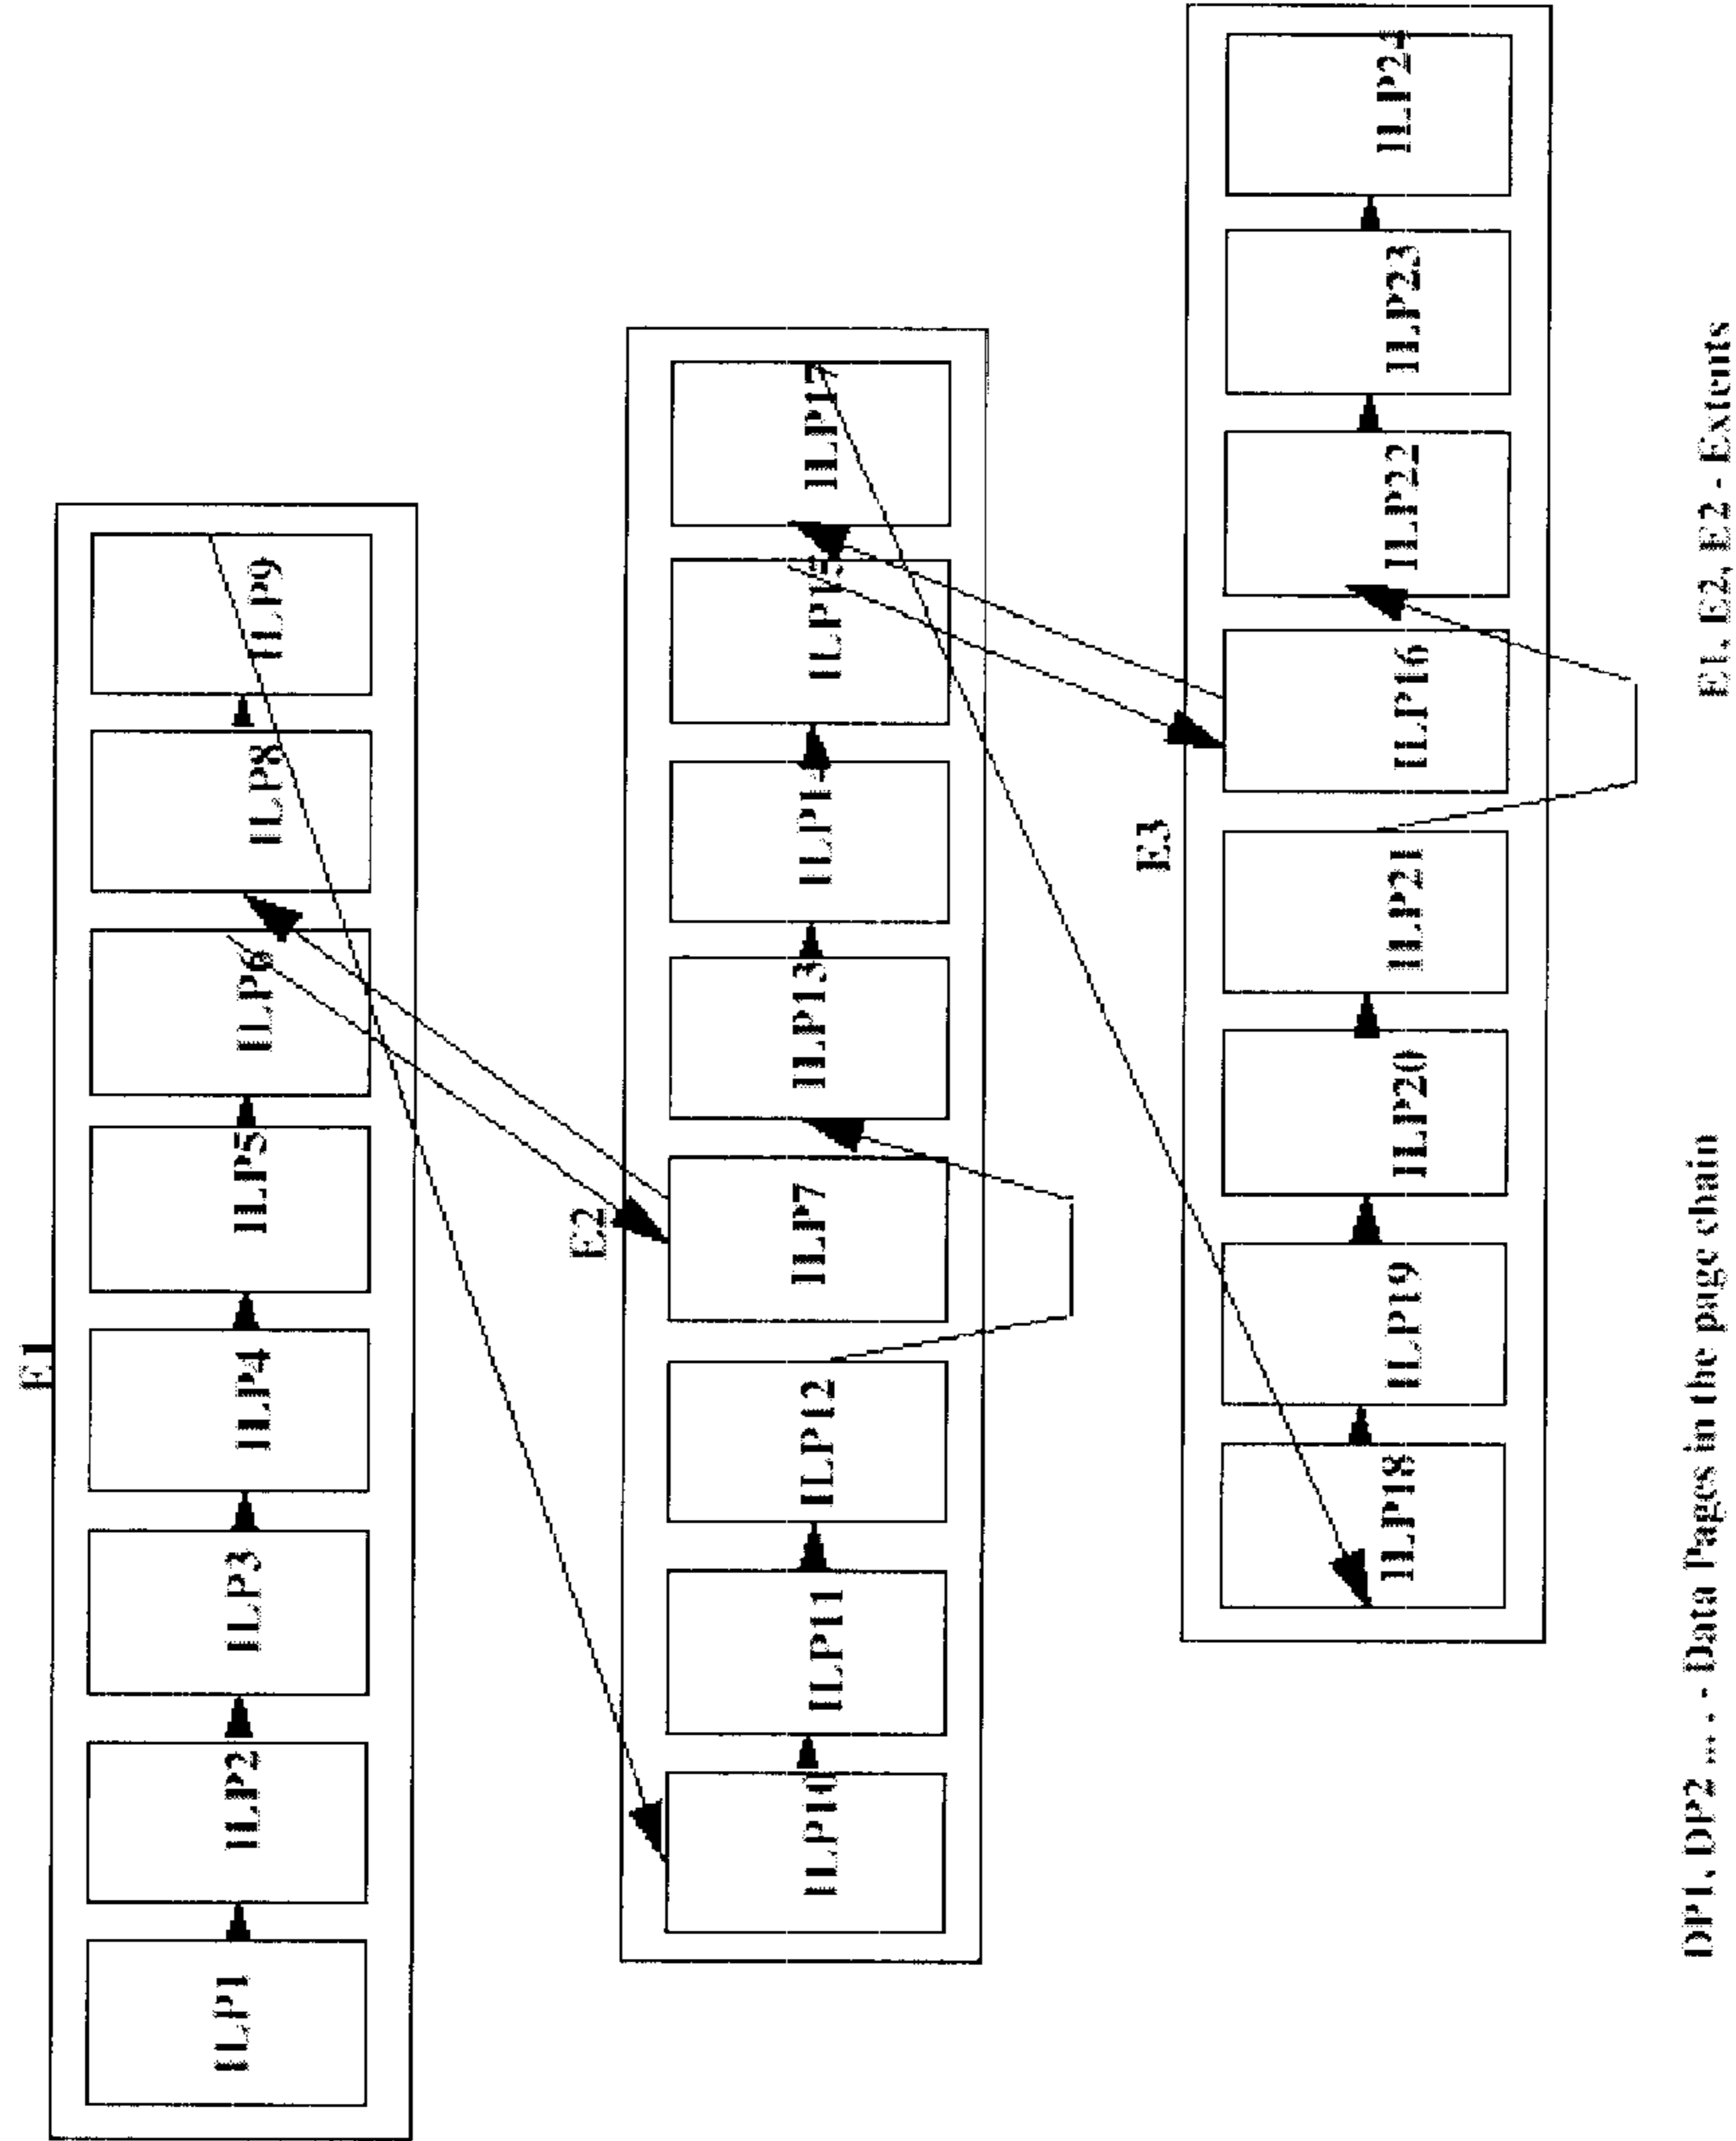 E1
ILP1
ILP2
ILP3
ILP4
ILP5
ILP6
ILP8
ILP9
E2
ILP10
ILP11
ILP12
ILP7
ILP13
ILP14
ILP15
ILP17
E3
ILP18
ILP19
ILP20
ILP21
ILP16
ILP22
ILP23
ILP24
DP1, DP2 ... - Data Pages in the page chain
E1, E2, E2 - Extents